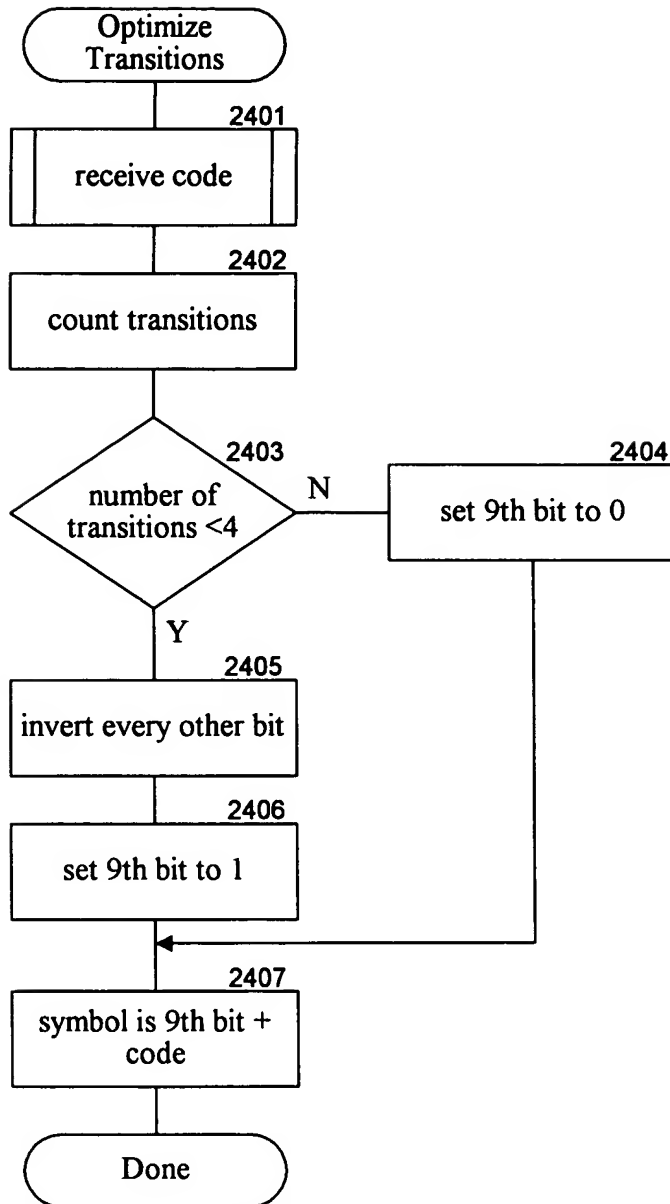 Optimize
Transitions
2401
receive code
2402
count transitions
2403
number of
transitions <4
N
2404
set 9th bit to 0
Y
2405
invert every other bit
2406
set 9th bit to 1
2407
symbol is 9th bit +
code
Done